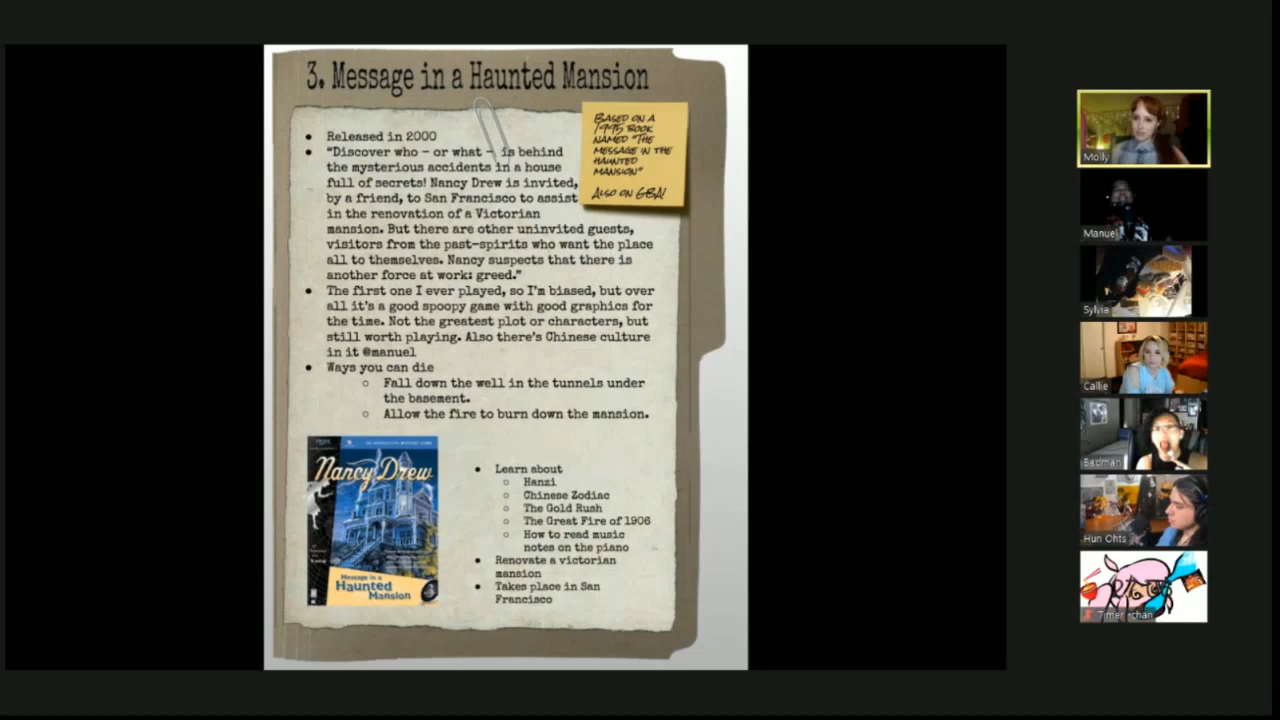 3. Message in a Haunted Mansion
Released in 2000
“Discover who – or what – is behind
the mysterious accidents in a house
full of secrets! Nancy Drew is invited,
by a friend, to San Francisco to assist
in the renovation of a Victorian
mansion. But there are other uninvited guests,
visitors from the past-spirits who want the place
all to themselves. Nancy suspects that there is
another force at work: greed.”
The first one I ever played, so I’m biased, but over
all it’s a good spoopy game with good graphics for
the time. Not the greatest plot or characters, but
still worth playing. Also there’s Chinese culture
in it @manuel
Ways you can die
Fall down the well in the tunnels under
the basement.
Allow the fire to burn down the mansion.
BASED ON A
1995 BOOK
NAMED "THE
MESSAGE IN THE
HAUNTED
MANSION"
ALSO ON GBA!
Nancy Drew
Message in a
Haunted
Mansion
Learn about
Hanzi
Chinese Zodiac
The Gold Rush
The Great Fire of 1906
How to read music
notes on the piano
Renovate a victorian
mansion
Takes place in San
Francisco
Molly
Manuel
Sylvia
Callie
Badman
Hun Ohts